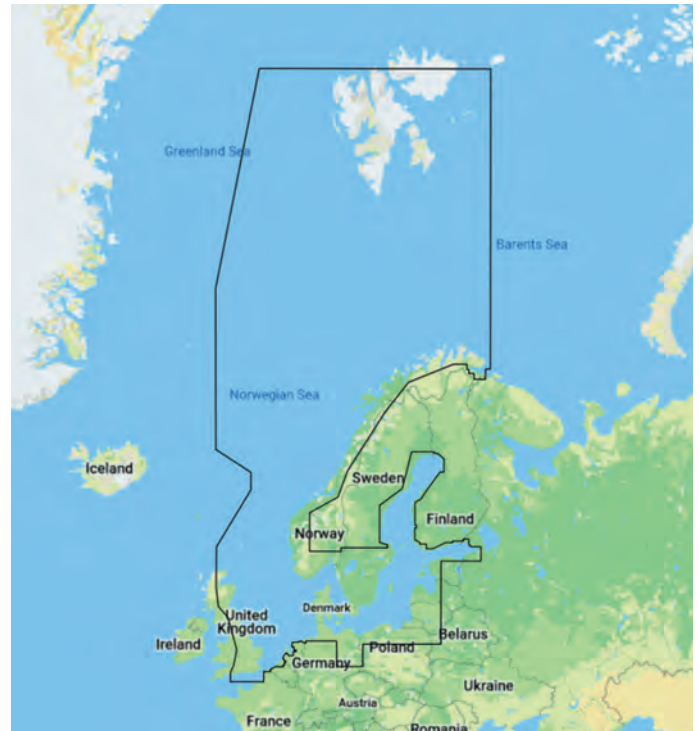 Greenland Sea
Barents Sea
Norwegian Sea
Iceland
Sweden
Norway
Finland
Denmark
United
Kingdom
Ireland
Belarus
Poland
Germany
Ukraine
Austria
France
Romania